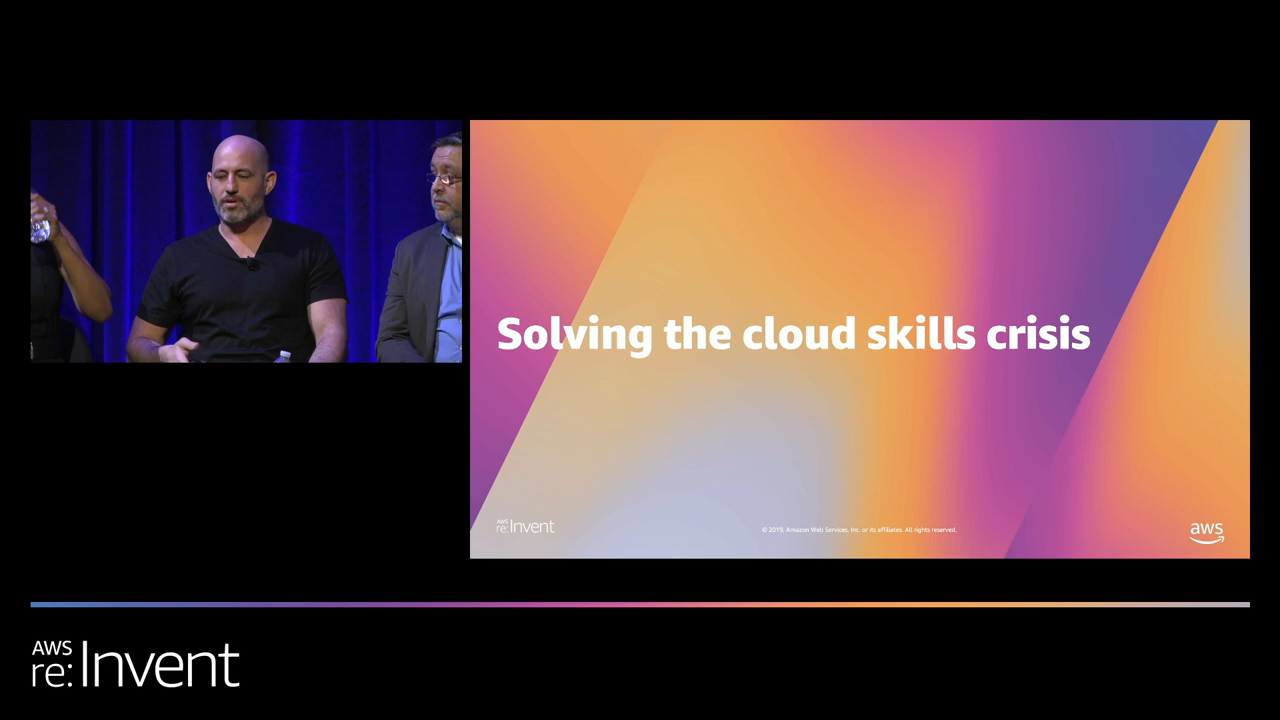 Solving the cloud skills crisis
AWS
re:Invent
© 2019, Amazon Web Services, Inc. or its affiliates. All rights reserved.
aws
AWS
re:Invent